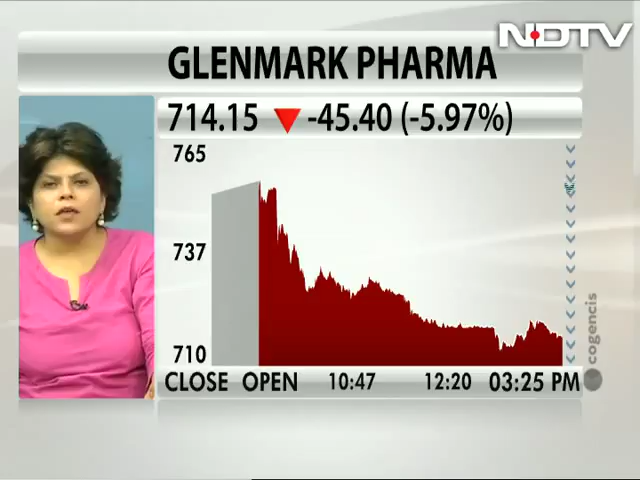 NDTV
GLENMARK PHARMA
714.15 ▼ -45.40 (-5.97%)
765
737
710
CLOSE OPEN 10:47 12:20 03:25 PM
cogencis